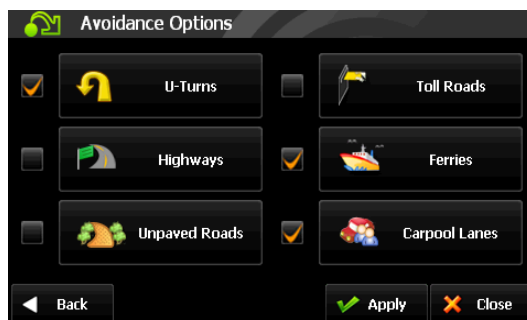 Avoidance Options
U-Turns
Toll Roads
Highways
Ferries
Unpaved Roads
Carpool Lanes
Back
Apply
Close